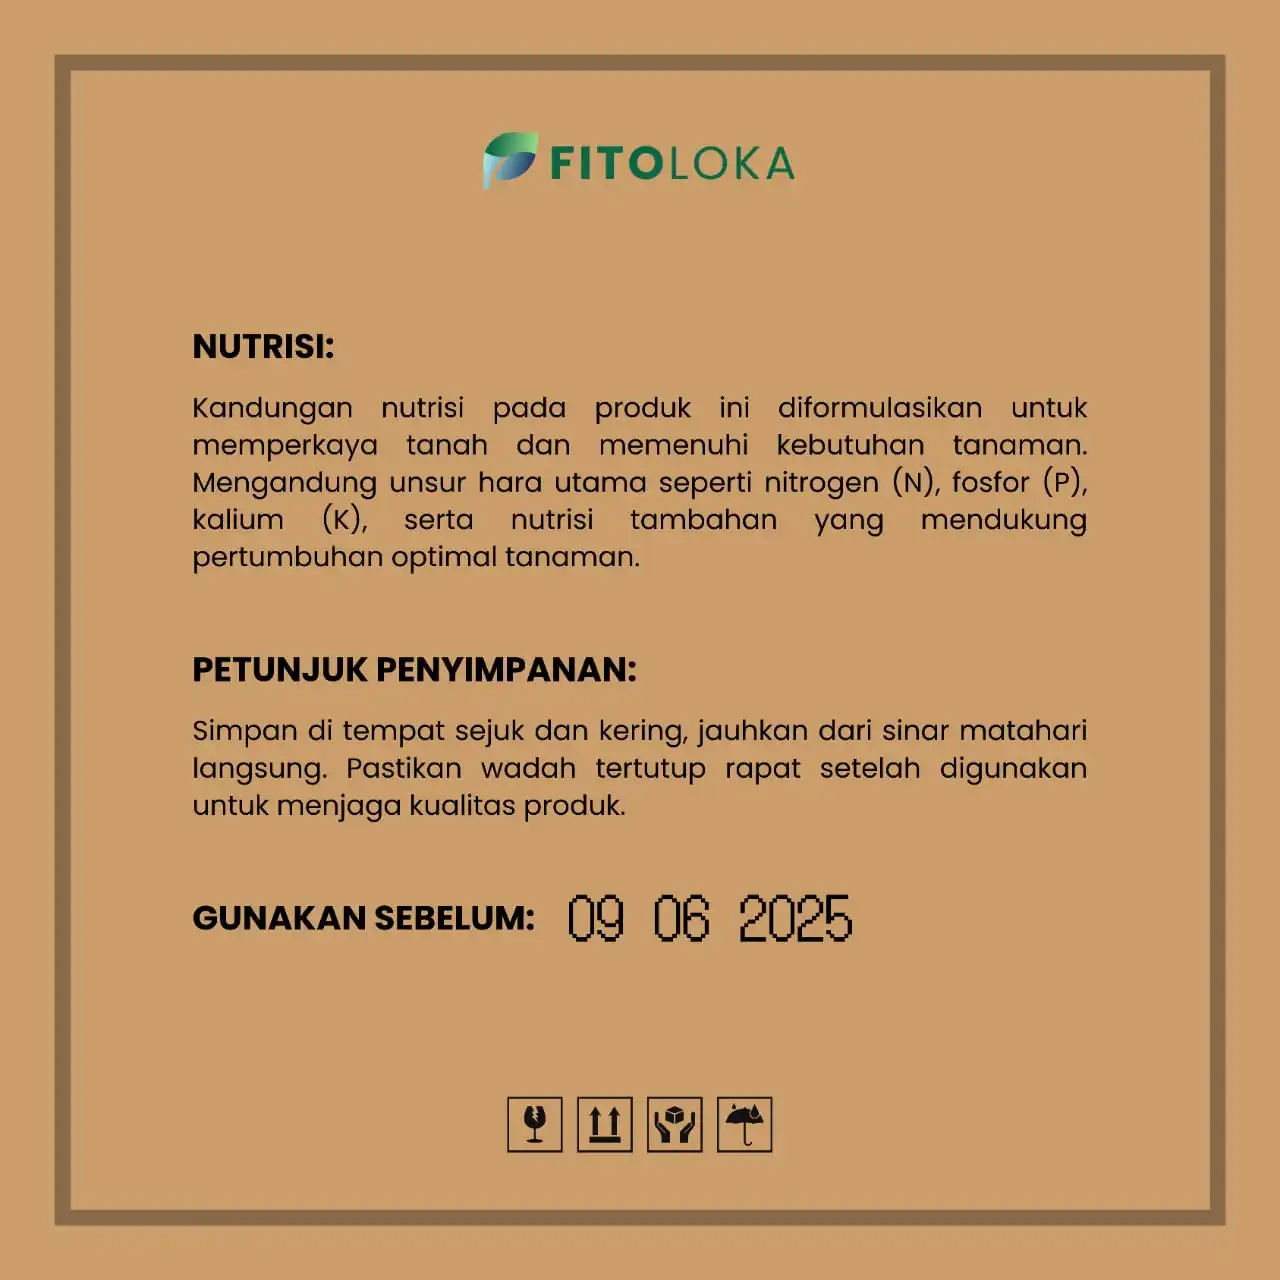 FITOLOKA
NUTRISI:
Kandungan nutrisi pada produk ini diformulasikan untuk
memperkaya tanah dan memenuhi kebutuhan tanaman.
Mengandung unsur hara utama seperti nitrogen (N), fosfor (P),
kalium (K), serta nutrisi tambahan yang mendukung
pertumbuhan optimal tanaman.
PETUNJUK PENYIMPANAN:
Simpan di tempat sejuk dan kering, jauhkan dari sinar matahari
langsung. Pastikan wadah tertutup rapat setelah digunakan
untuk menjaga kualitas produk.
GUNAKAN SEBELUM: 09 06 2025